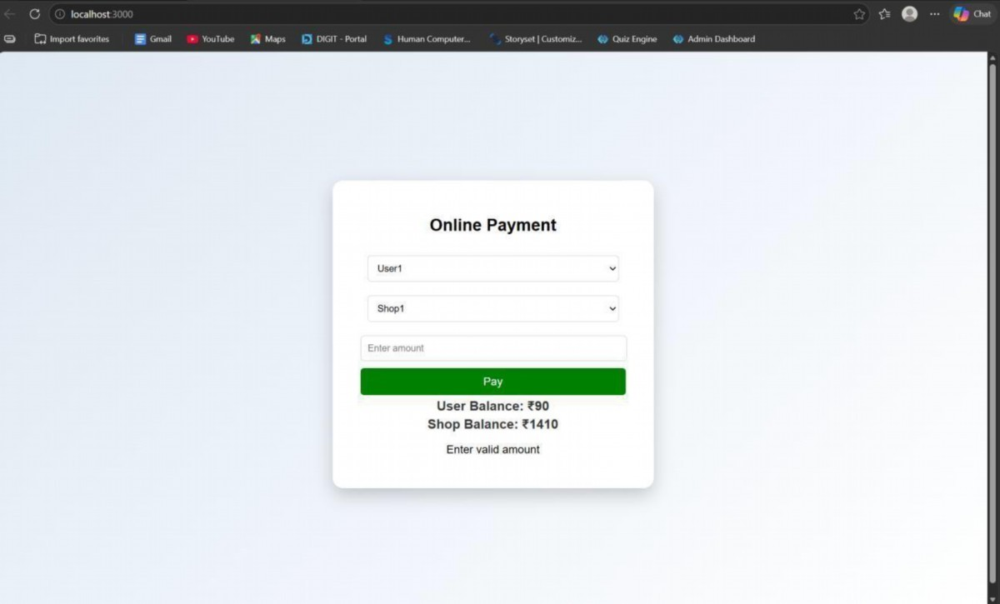 localhost:3000
Chat
Import favorites Gmail YouTube Maps DIGIT - Portal Human Computer... Storyset | Customiz... Quiz Engine Admin Dashboard
Online Payment
User1
Shop1
Enter amount
Pay
User Balance: ₹90
Shop Balance: ₹1410
Enter valid amount